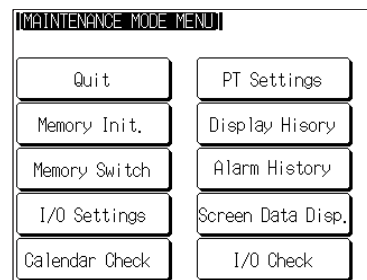 [MAINTENANCE MODE MENU]
Quit
PT Settings
Memory Init.
Display Hisory
Memory Switch
Alarm History
I/O Settings
Screen Data Disp.
Calendar Check
I/O Check